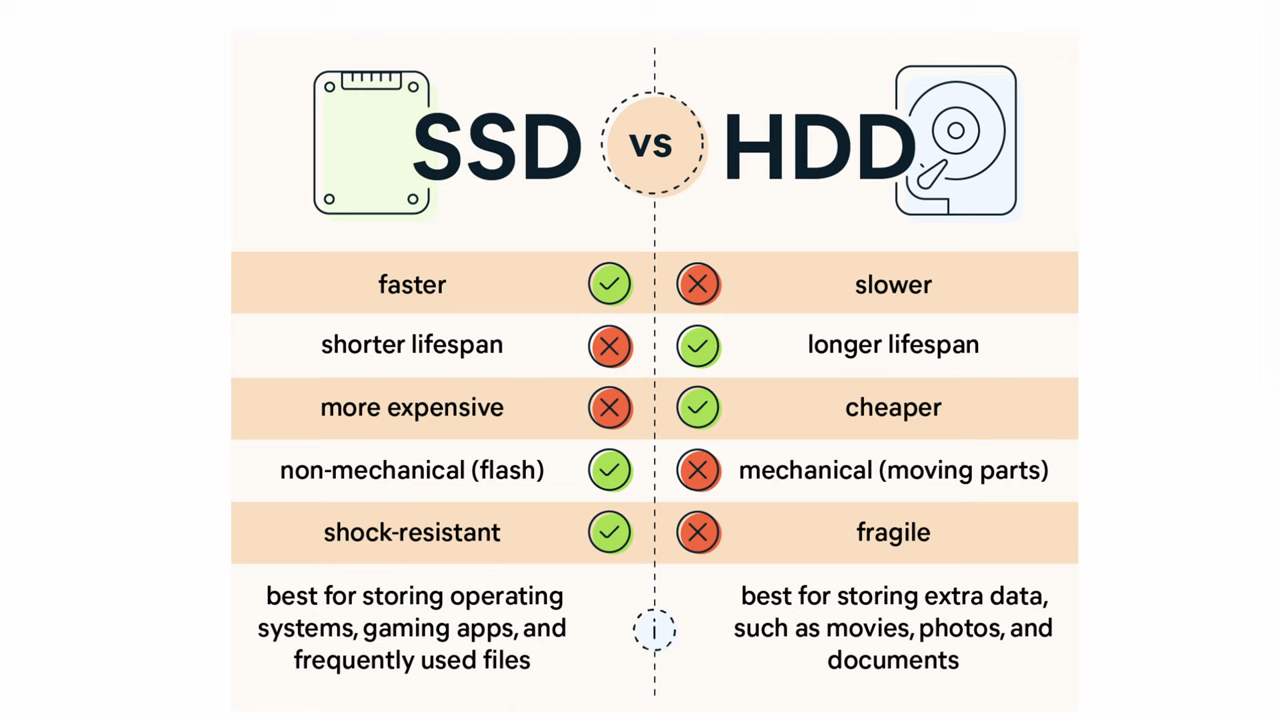 SSD vs HDD
faster slower
shorter lifespan longer lifespan
more expensive cheaper
non-mechanical (flash) mechanical (moving parts)
shock-resistant fragile
best for storing operating
systems, gaming apps, and
frequently used files
i
best for storing extra data,
such as movies, photos, and
documents